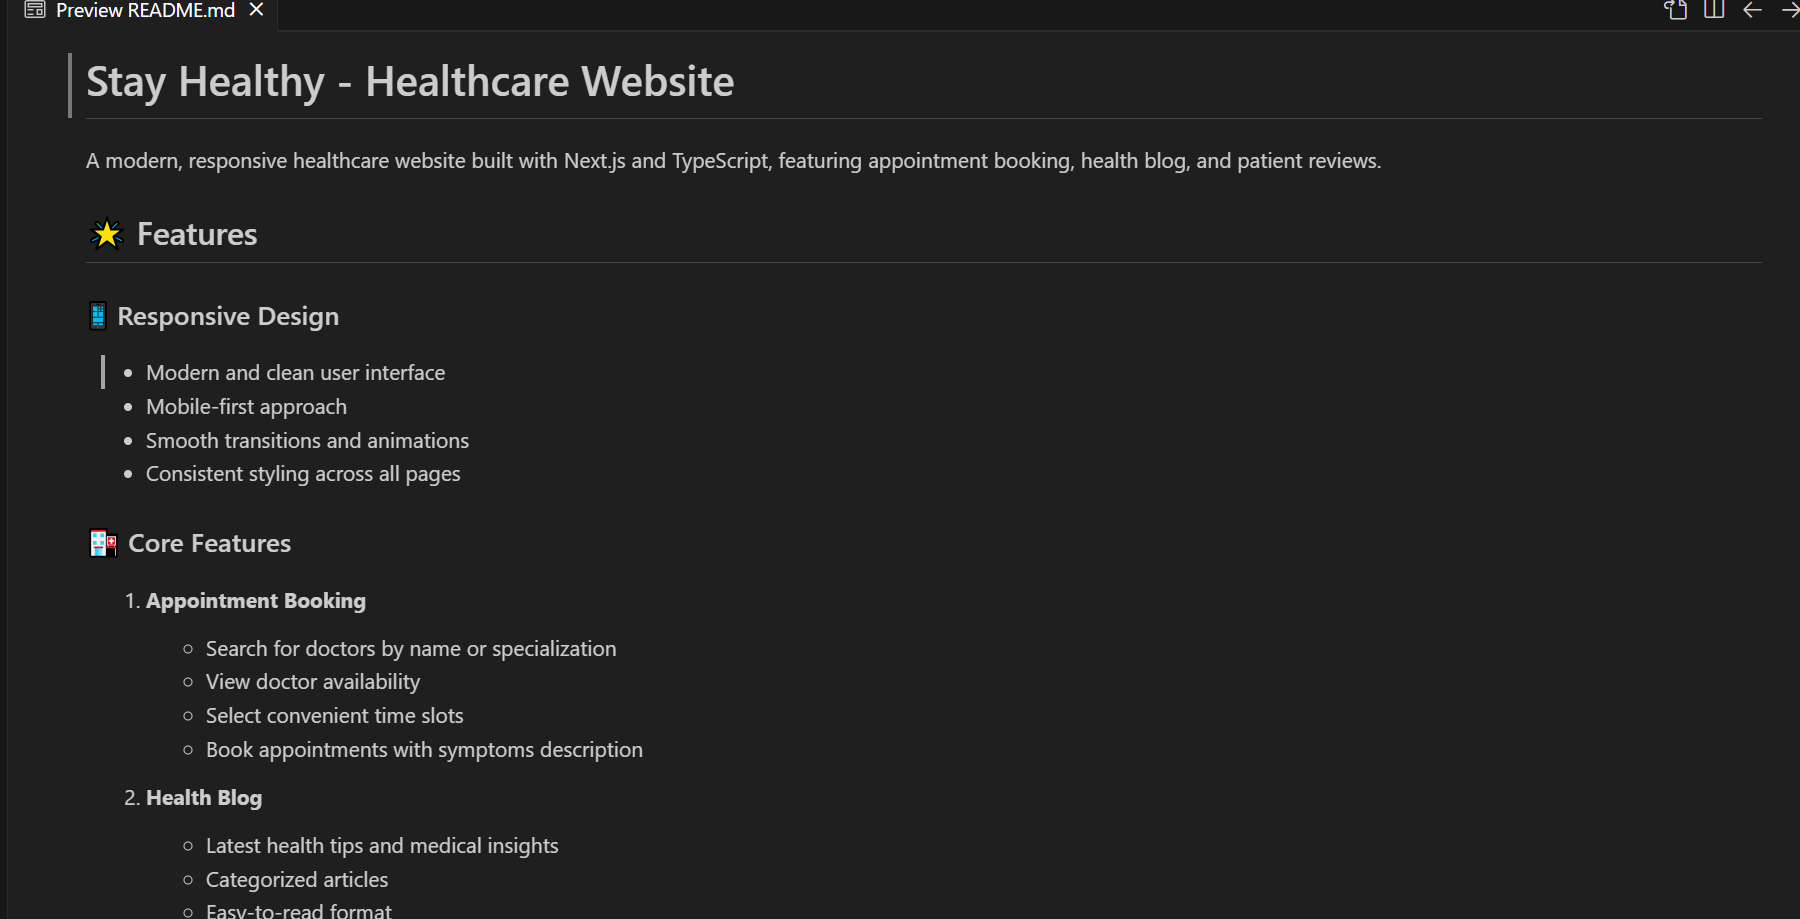 Preview README.md
Stay Healthy - Healthcare Website
A modern, responsive healthcare website built with Next.js and TypeScript, featuring appointment booking, health blog, and patient reviews.
Features
Responsive Design
Modern and clean user interface
Mobile-first approach
Smooth transitions and animations
Consistent styling across all pages
Core Features
1. Appointment Booking
Search for doctors by name or specialization
View doctor availability
Select convenient time slots
Book appointments with symptoms description
2. Health Blog
Latest health tips and medical insights
Categorized articles
Easy-to-read format